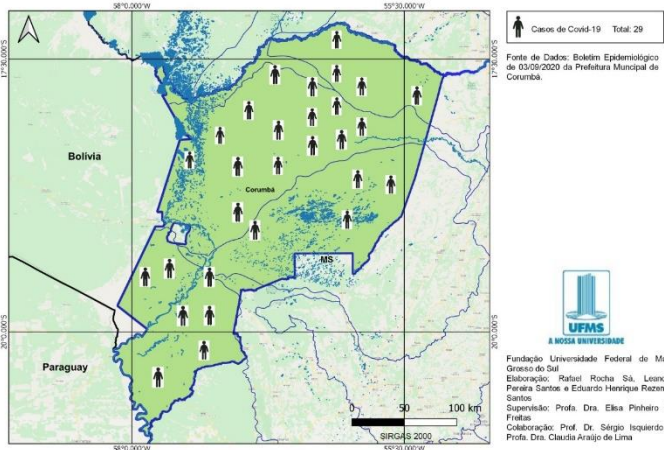 58°0.000'S
55°30.000'S
17°30.000'S
17°30.000'S
Bolívia
Corumbá
MS
20°0.000'S
20°0.000'S
Paraguay
0 50 100 km
SIRGAS 2000
58°0.000'S
55°30.000'S
Casos de Covid-19 Total: 29
Fonte de Dados: Boletim Epidemiológico
de 03/09/2020 da Prefeitura Muncipal de
Corumbá.
UFMS
A NOSSA UNIVERSIDADE
Fundação Universidade Federal de Ma
Grosso do Sul
Elaboração: Rafael Rocha Sá, Leand
Pereira Santos e Eduardo Henrique Rezen
Santos
Supervisão: Profa. Dra. Elisa Pinheiro
Freitas
Colaboração: Prof. Dr. Sérgio Isquierdo
Profa. Dra. Claudia Araújo de Lima